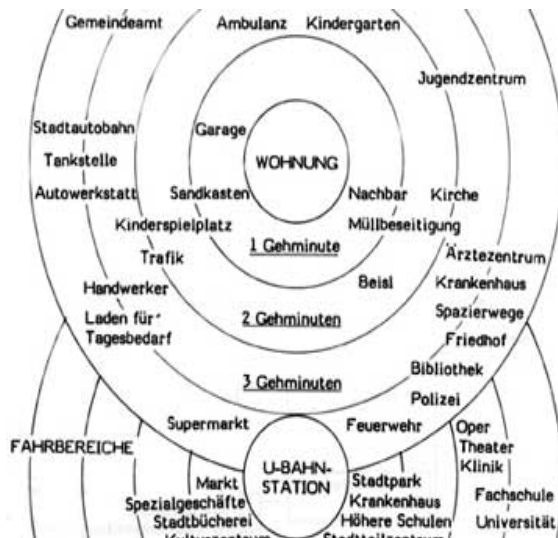 Gemeindeamt
Ambulanz
Kindergarten
Jugendzentrum
Stadtautobahn
Garage
Tankstelle
WOHNUNG
Autowerkstatt
Sandkasten
Nachbar
Kirche
Kinderspielplatz
Müllbeseitigung
1 Gehminute
Trafik
Ärztezentrum
Beisl
Krankenhaus
Handwerker
Spazierwege
Laden für
Tagesbedarf
2 Gehminuten
Friedhof
Bibliothek
3 Gehminuten
Polizei
Supermarkt
Feuerwehr
Oper
FAHRBEREICHE
Theater
U-BAHN-
STATION
Klinik
Markt
Stadtpark
Spezialgeschäfte
Krankenhaus
Fachschule
Stadtbücherei
Höhere Schulen
Universität
Kulturzentrum
Stadtteilzentrum